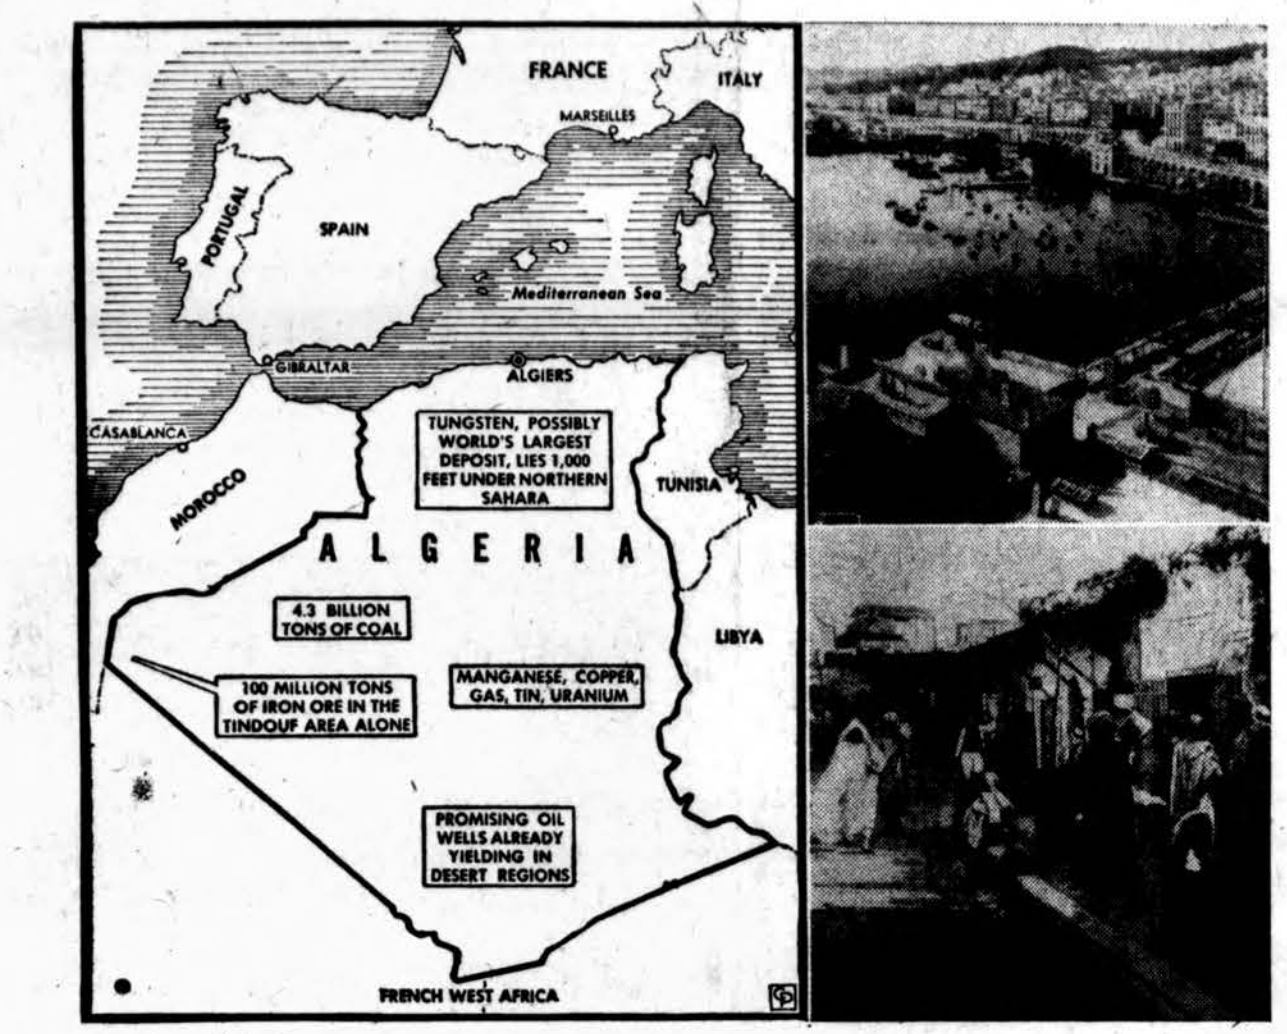 FRANCE
ITALY
MARSEILLES
PORTUGAL
SPAIN
Mediterranean Sea
GIBRALTAR
ALGIERS
CASABLANCA
TUNGSTEN, POSSIBLY
WORLD'S LARGEST
DEPOSIT, LIES 1,000
FEET UNDER NORTHERN
SAHARA
MOROCCO
TUNISIA
ALGERIA
4.3 BILLION
TONS OF COAL
LIBYA
100 MILLION TONS
OF IRON ORE IN THE
TINDOUF AREA ALONE
MANGANESE, COPPER,
GAS, TIN, URANIUM
PROMISING OIL
WELLS ALREADY
YIELDING IN
DESERT REGIONS
FRENCH WEST AFRICA
CP